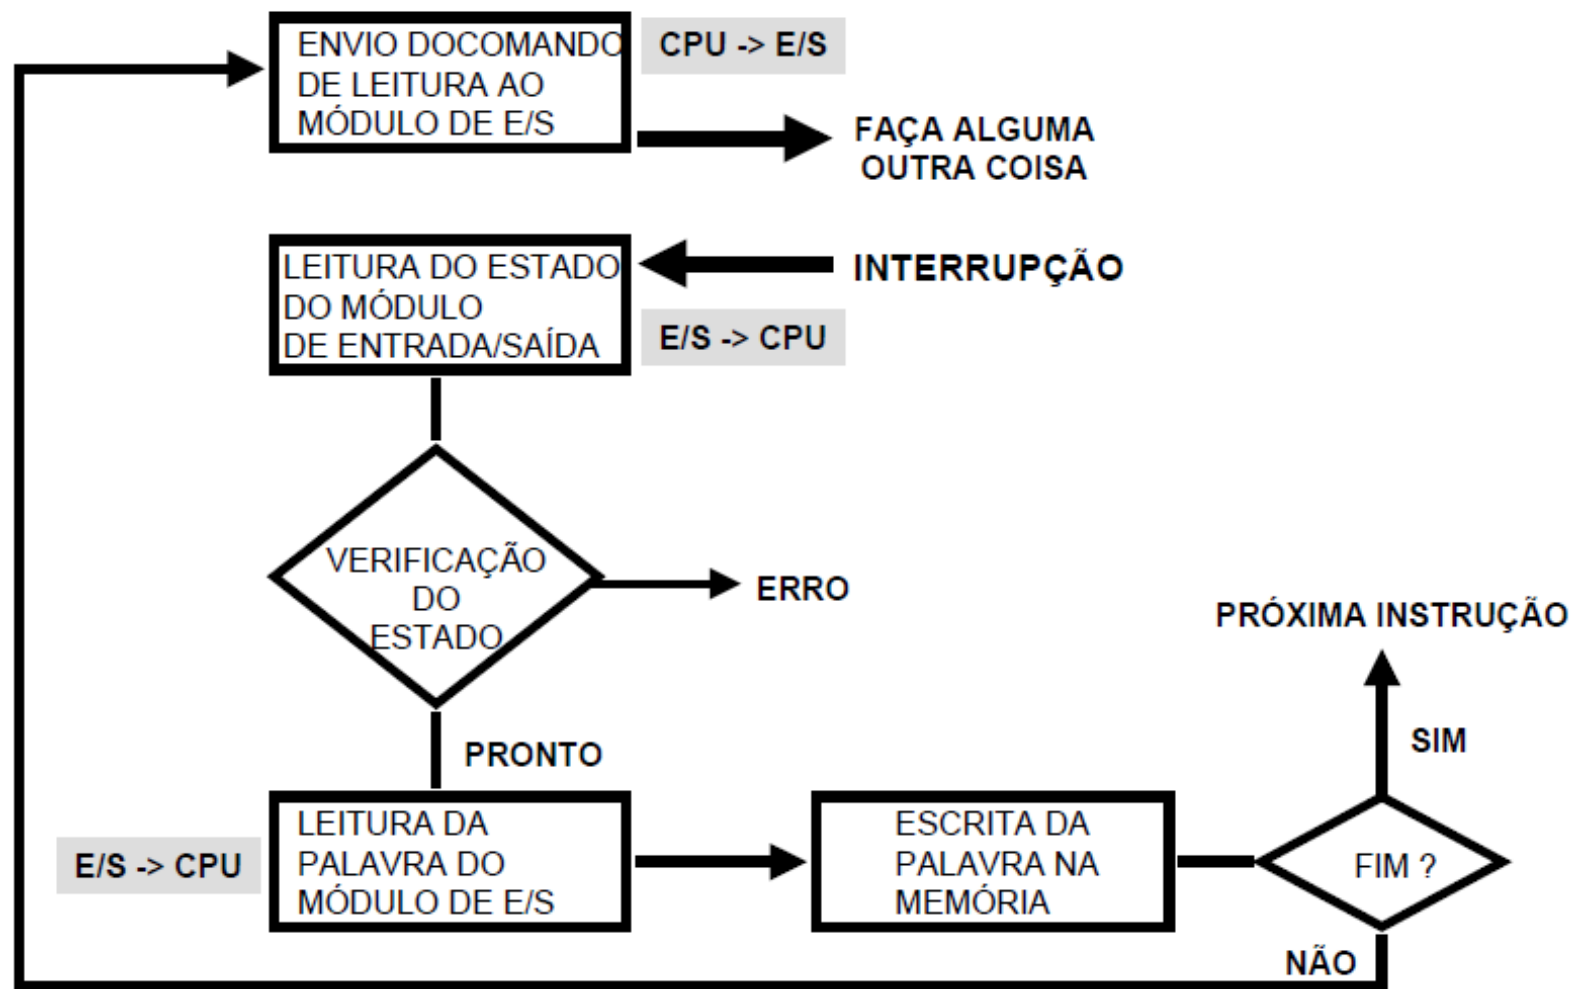 ENVIO DOCOMANDO
DE LEITURA AO
MÓDULO DE E/S
CPU -> E/S
FAÇA ALGUMA
OUTRA COISA
LEITURA DO ESTADO
DO MÓDULO
DE ENTRADA/SAÍDA
INTERRUPÇÃO
E/S -> CPU
VERIFICAÇÃO
DO
ESTADO
ERRO
PRONTO
E/S -> CPU
LEITURA DA
PALAVRA DO
MÓDULO DE E/S
ESCRITA DA
PALAVRA NA
MEMÓRIA
FIM ?
SIM
PRÓXIMA INSTRUÇÃO
NÃO